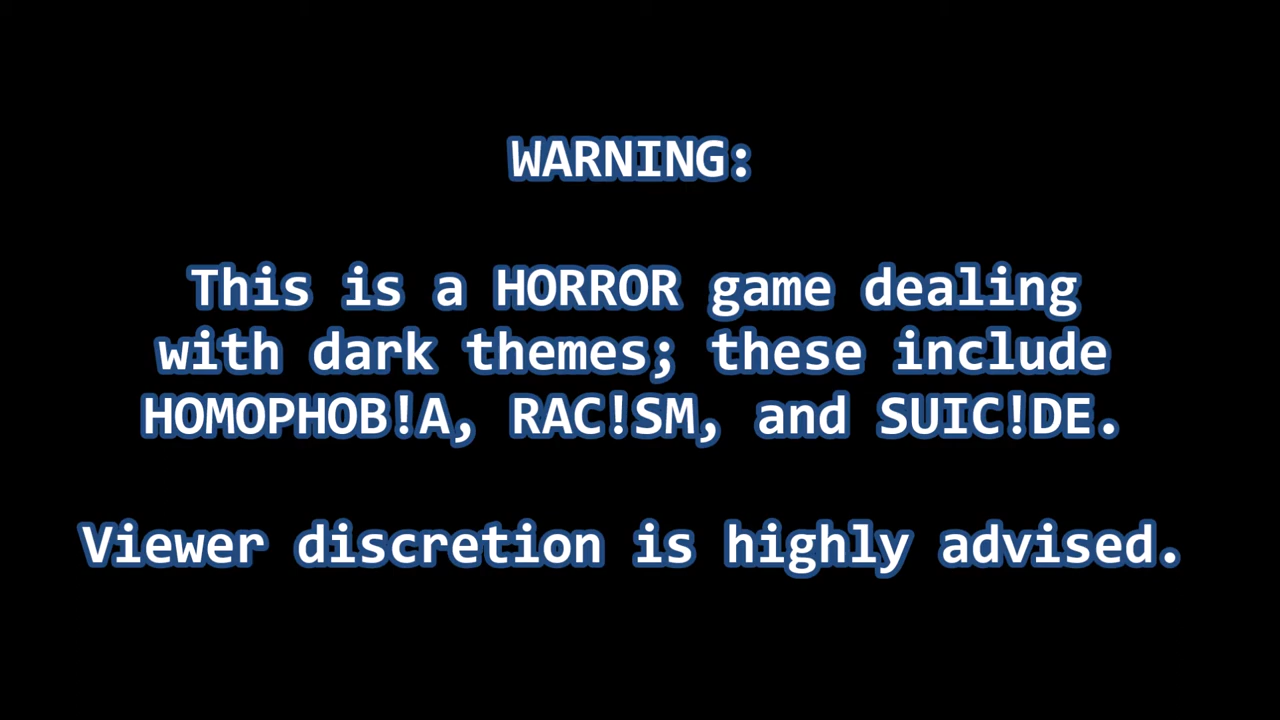 WARNING:
This is a HORROR game dealing
with dark themes; these include
HOMOPHOB!A, RAC!SM, and SUIC!DE.
Viewer discretion is highly advised.